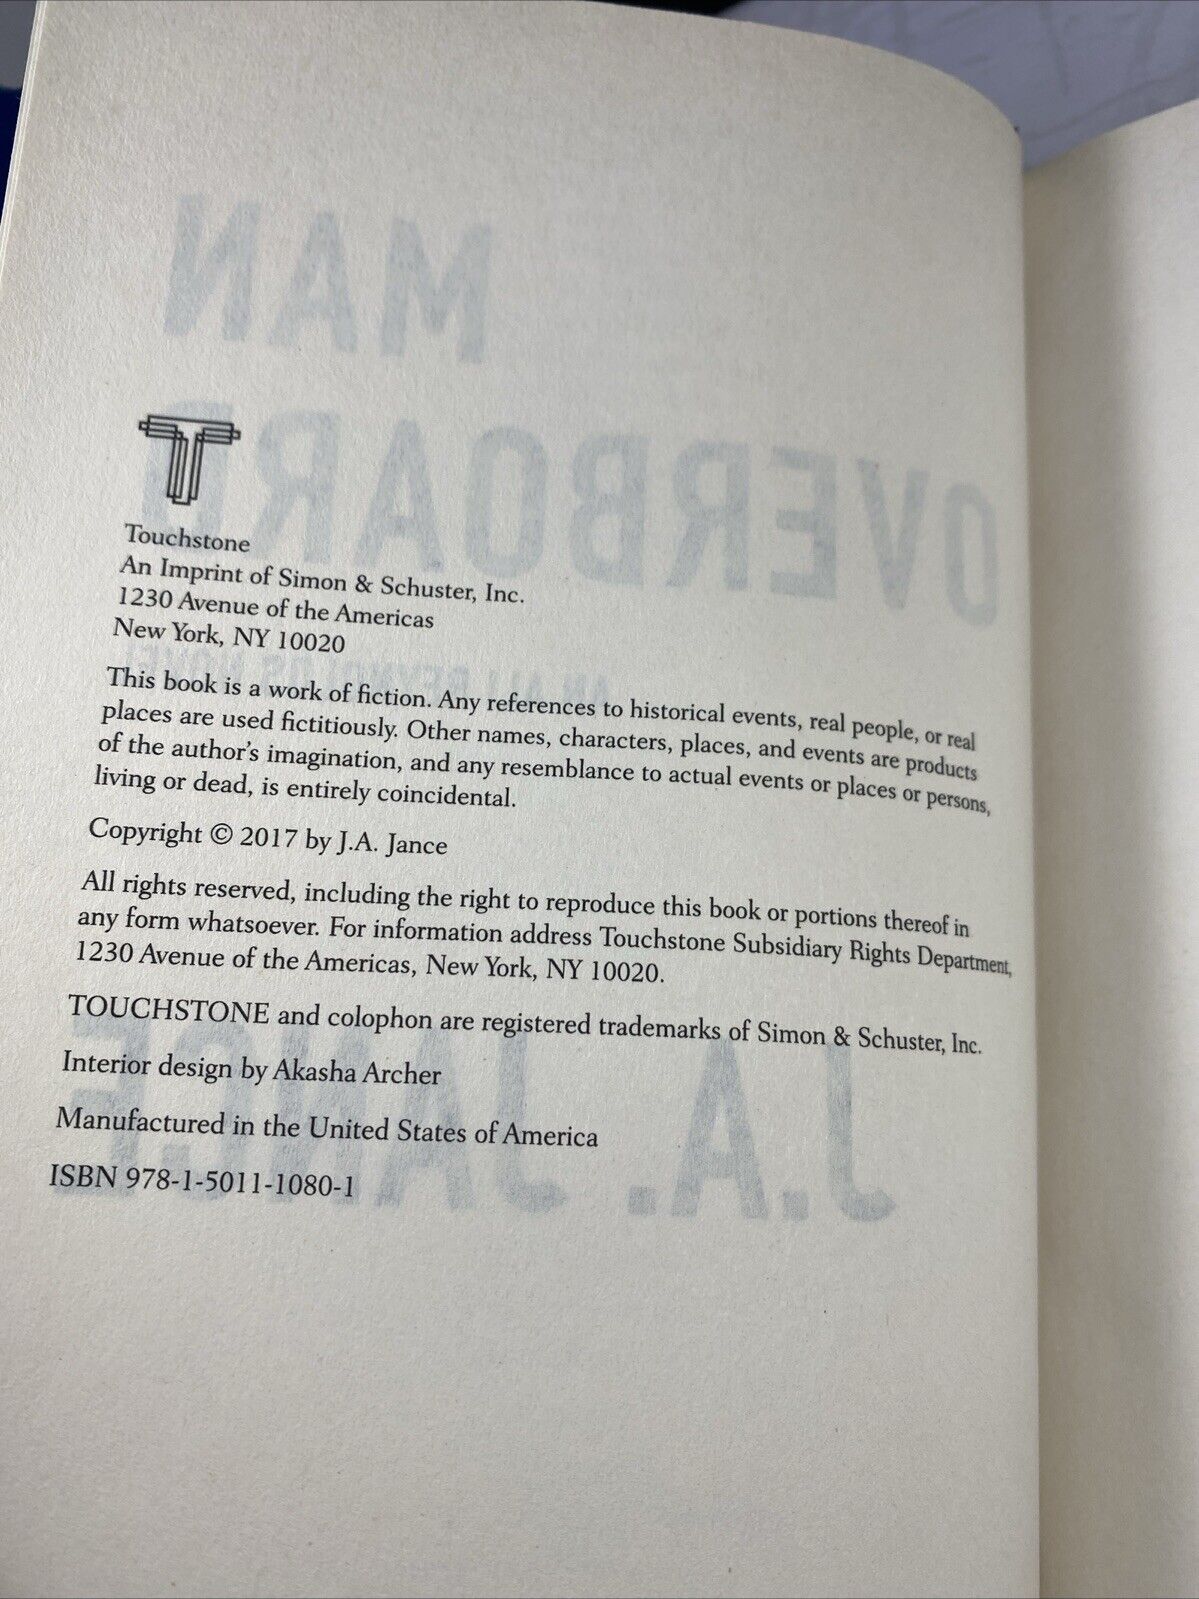 MAN
OVERBOARD
T
Touchstone
An Imprint of Simon & Schuster, Inc.
1230 Avenue of the Americas
New York, NY 10020
This book is a work of fiction. Any references to historical events, real people, or real
places are used fictitiously. Other names, characters, places, and events are products
of the author's imagination, and any resemblance to actual events or places or persons,
living or dead, is entirely coincidental.
Copyright © 2017 by J.A. Jance
All rights reserved, including the right to reproduce this book or portions thereof in
any form whatsoever. For information address Touchstone Subsidiary Rights Department,
1230 Avenue of the Americas, New York, NY 10020.
TOUCHSTONE and colophon are registered trademarks of Simon & Schuster, Inc.
Interior design by Akasha Archer
Manufactured in the United States of America
ISBN 978-1-5011-1080-1
J.A. JANCE